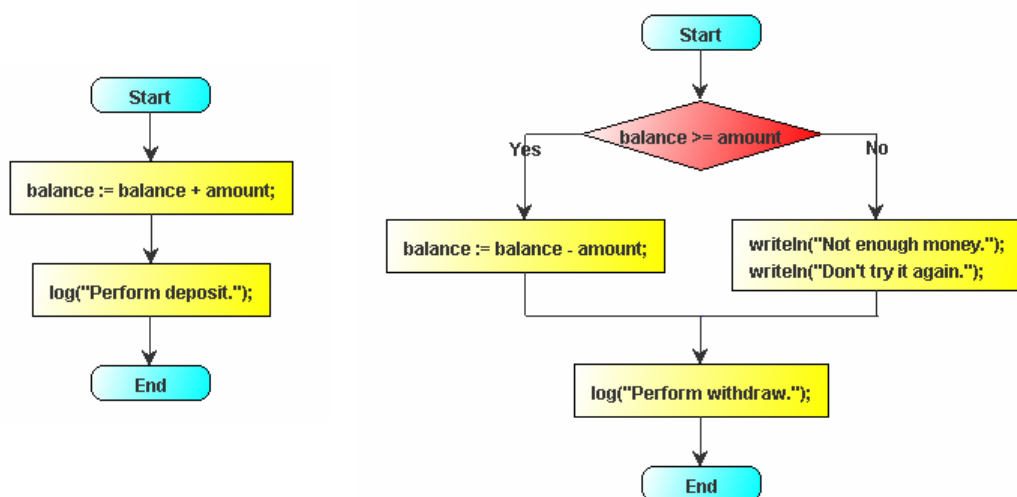 Start
balance := balance + amount;
log("Perform deposit.");
End
Start
balance >= amount
Yes
No
balance := balance - amount;
writeln("Not enough money.");
writeln("Don't try it again.");
log("Perform withdraw.");
End